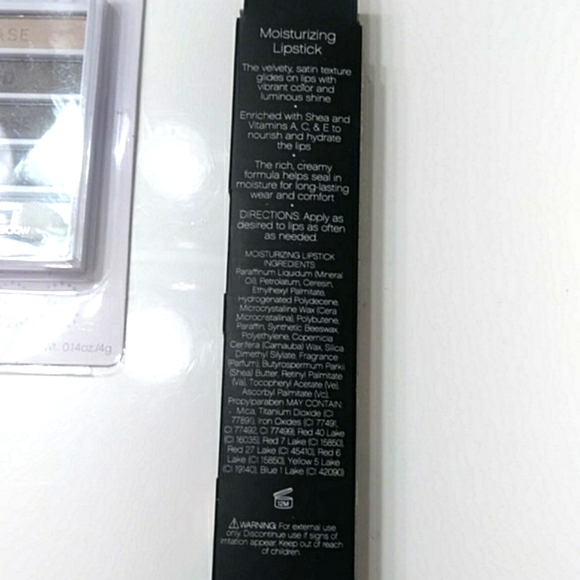 Moisturizing
Lipstick
The velvety, satin texture
glides on lips with
vibrant color and
luminous shine
•
Enriched with Shea and
Vitamins A, C, & E to
nourish and hydrate
the lips
•
The rich, creamy
formula helps seal in
moisture for long-lasting
wear and comfort
•
DIRECTIONS: Apply as
desired to lips as often
as needed.
MOISTURIZING LIPSTICK
INGREDIENTS:
Paraffinum Liquidum (Mineral
Oil), Petrolatum, Ceresin,
Ethylhexyl Palmitate,
Hydrogenated Polydecene,
Microcrystalline Wax (Cera
Microcristallina), Polybutene,
Paraffin, Synthetic Beeswax,
Polyethylene, Copernicia
Cerifera (Carnauba) Wax, Silica
Dimethyl Silylate, Fragrance
(Parfum), Butyrospermum Parkii
(Shea) Butter, Retinyl Palmitate
(Va), Tocopheryl Acetate (Ve),
Ascorbyl Palmitate (Vc),
Propylparaben MAY CONTAIN:
Mica, Titanium Dioxide (CI
77891), Iron Oxides (CI 77491,
CI 77492, CI 77499), Red 40 Lake
(CI 16035), Red 7 Lake (CI 15850),
Red 27 Lake (CI 45410), Red 6
Lake (CI 15850), Yellow 5 Lake
(CI 19140), Blue 1 Lake (CI 42090)
12M
WARNING: For external use
only. Discontinue use if signs of
irritation appear. Keep out of reach
of children.
ASE
wt. 0.14oz./4g